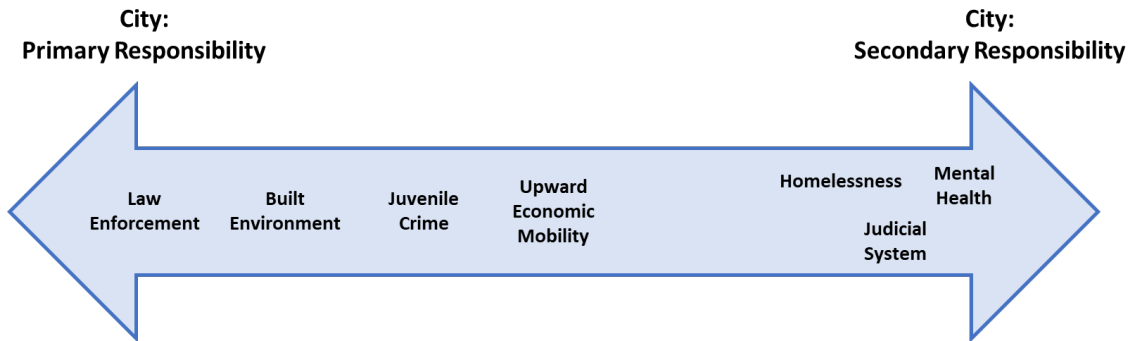 City:
Primary Responsibility
City:
Secondary Responsibility
Law
Enforcement
Built
Environment
Juvenile
Crime
Upward
Economic
Mobility
Homelessness
Mental
Health
Judicial
System